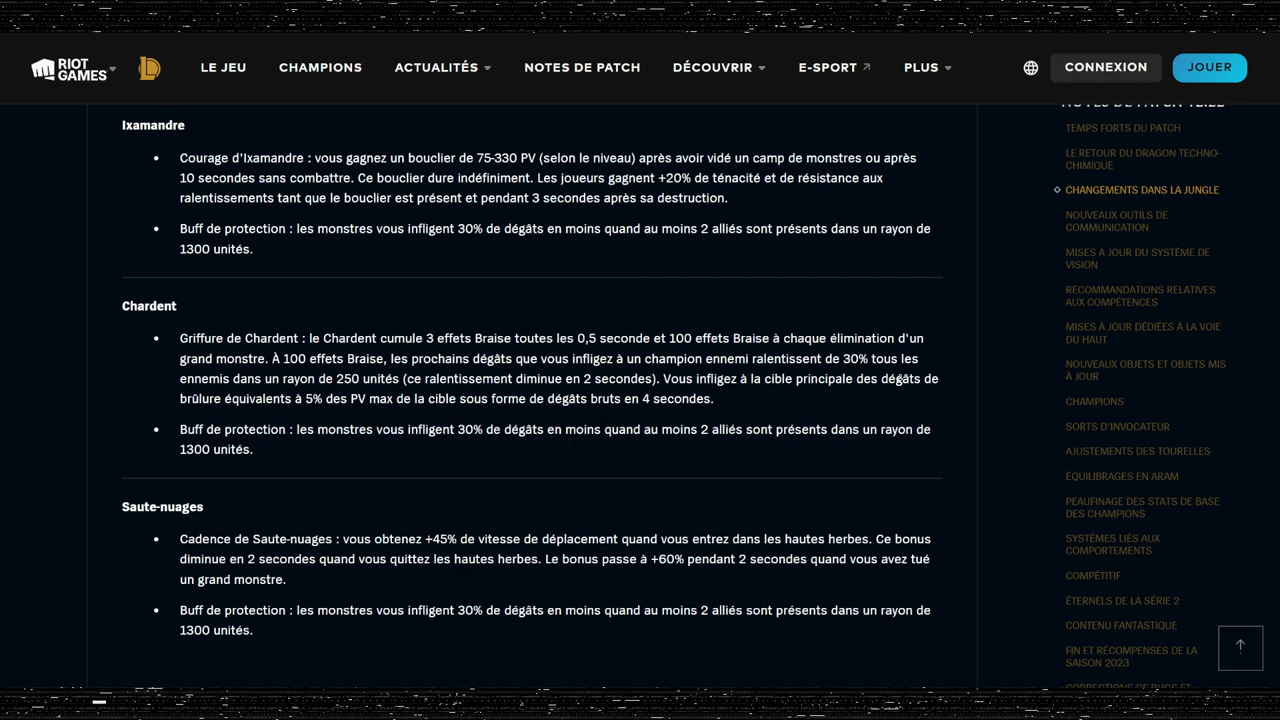 RIOT GAMES
LE JEU
CHAMPIONS
ACTUALITÉS
NOTES DE PATCH
DÉCOUVRIR
E-SPORT
PLUS
CONNEXION
JOUER
Ixamandre
• Courage d'Ixamandre : vous gagnez un bouclier de 75-330 PV (selon le niveau) après avoir vidé un camp de monstres ou après
10 secondes sans combattre. Ce bouclier dure indéfiniment. Les joueurs gagnent +20% de ténacité et de résistance aux
ralentissements tant que le bouclier est présent et pendant 3 secondes après sa destruction.
• Buff de protection : les monstres vous infligent 30% de dégâts en moins quand au moins 2 alliés sont présents dans un rayon de
1300 unités.
Chardent
• Griffure de Chardent : le Chardent cumule 3 effets Braise toutes les 0,5 seconde et 100 effets Braise à chaque élimination d'un
grand monstre. À 100 effets Braise, les prochains dégâts que vous infligez à un champion ennemi ralentissent de 30% tous les
ennemis dans un rayon de 250 unités (ce ralentissement diminue en 2 secondes). Vous infligez à la cible principale des dégâts de
brûlure équivalents à 5% des PV max de la cible sous forme de dégâts bruts en 4 secondes.
• Buff de protection : les monstres vous infligent 30% de dégâts en moins quand au moins 2 alliés sont présents dans un rayon de
1300 unités.
Saute-nuages
• Cadence de Saute-nuages : vous obtenez +45% de vitesse de déplacement quand vous entrez dans les hautes herbes. Ce bonus
diminue en 2 secondes quand vous quittez les hautes herbes. Le bonus passe à +60% pendant 2 secondes quand vous avez tué
un grand monstre.
• Buff de protection : les monstres vous infligent 30% de dégâts en moins quand au moins 2 alliés sont présents dans un rayon de
1300 unités.
NOTES DE PATCH 12.22
TEMPS FORTS DU PATCH
LE RETOUR DU DRAGON TECHNO-
CHIMIQUE
CHANGEMENTS DANS LA JUNGLE
NOUVEAUX OUTILS DE
COMMUNICATION
MISES À JOUR DU SYSTÈME DE
VISION
RECOMMANDATIONS RELATIVES
AUX COMPÉTENCES
MISES À JOUR DÉDIÉES À LA VOIE
DU HAUT
NOUVEAUX OBJETS ET OBJETS MIS
À JOUR
CHAMPIONS
SORTS D'INVOCATEUR
AJUSTEMENTS DES TOURELLES
ÉQUILIBRAGES EN ARAM
PEAUFINAGE DES STATS DE BASE
DES CHAMPIONS
SYSTÈMES LIÉS AUX
COMPORTEMENTS
COMPÉTITIF
ÉTERNELS DE LA SÉRIE 2
CONTENU FANTASTIQUE
FIN ET RÉCOMPENSES DE LA
SAISON 2023
CORRECTIONS DE BUGS ET